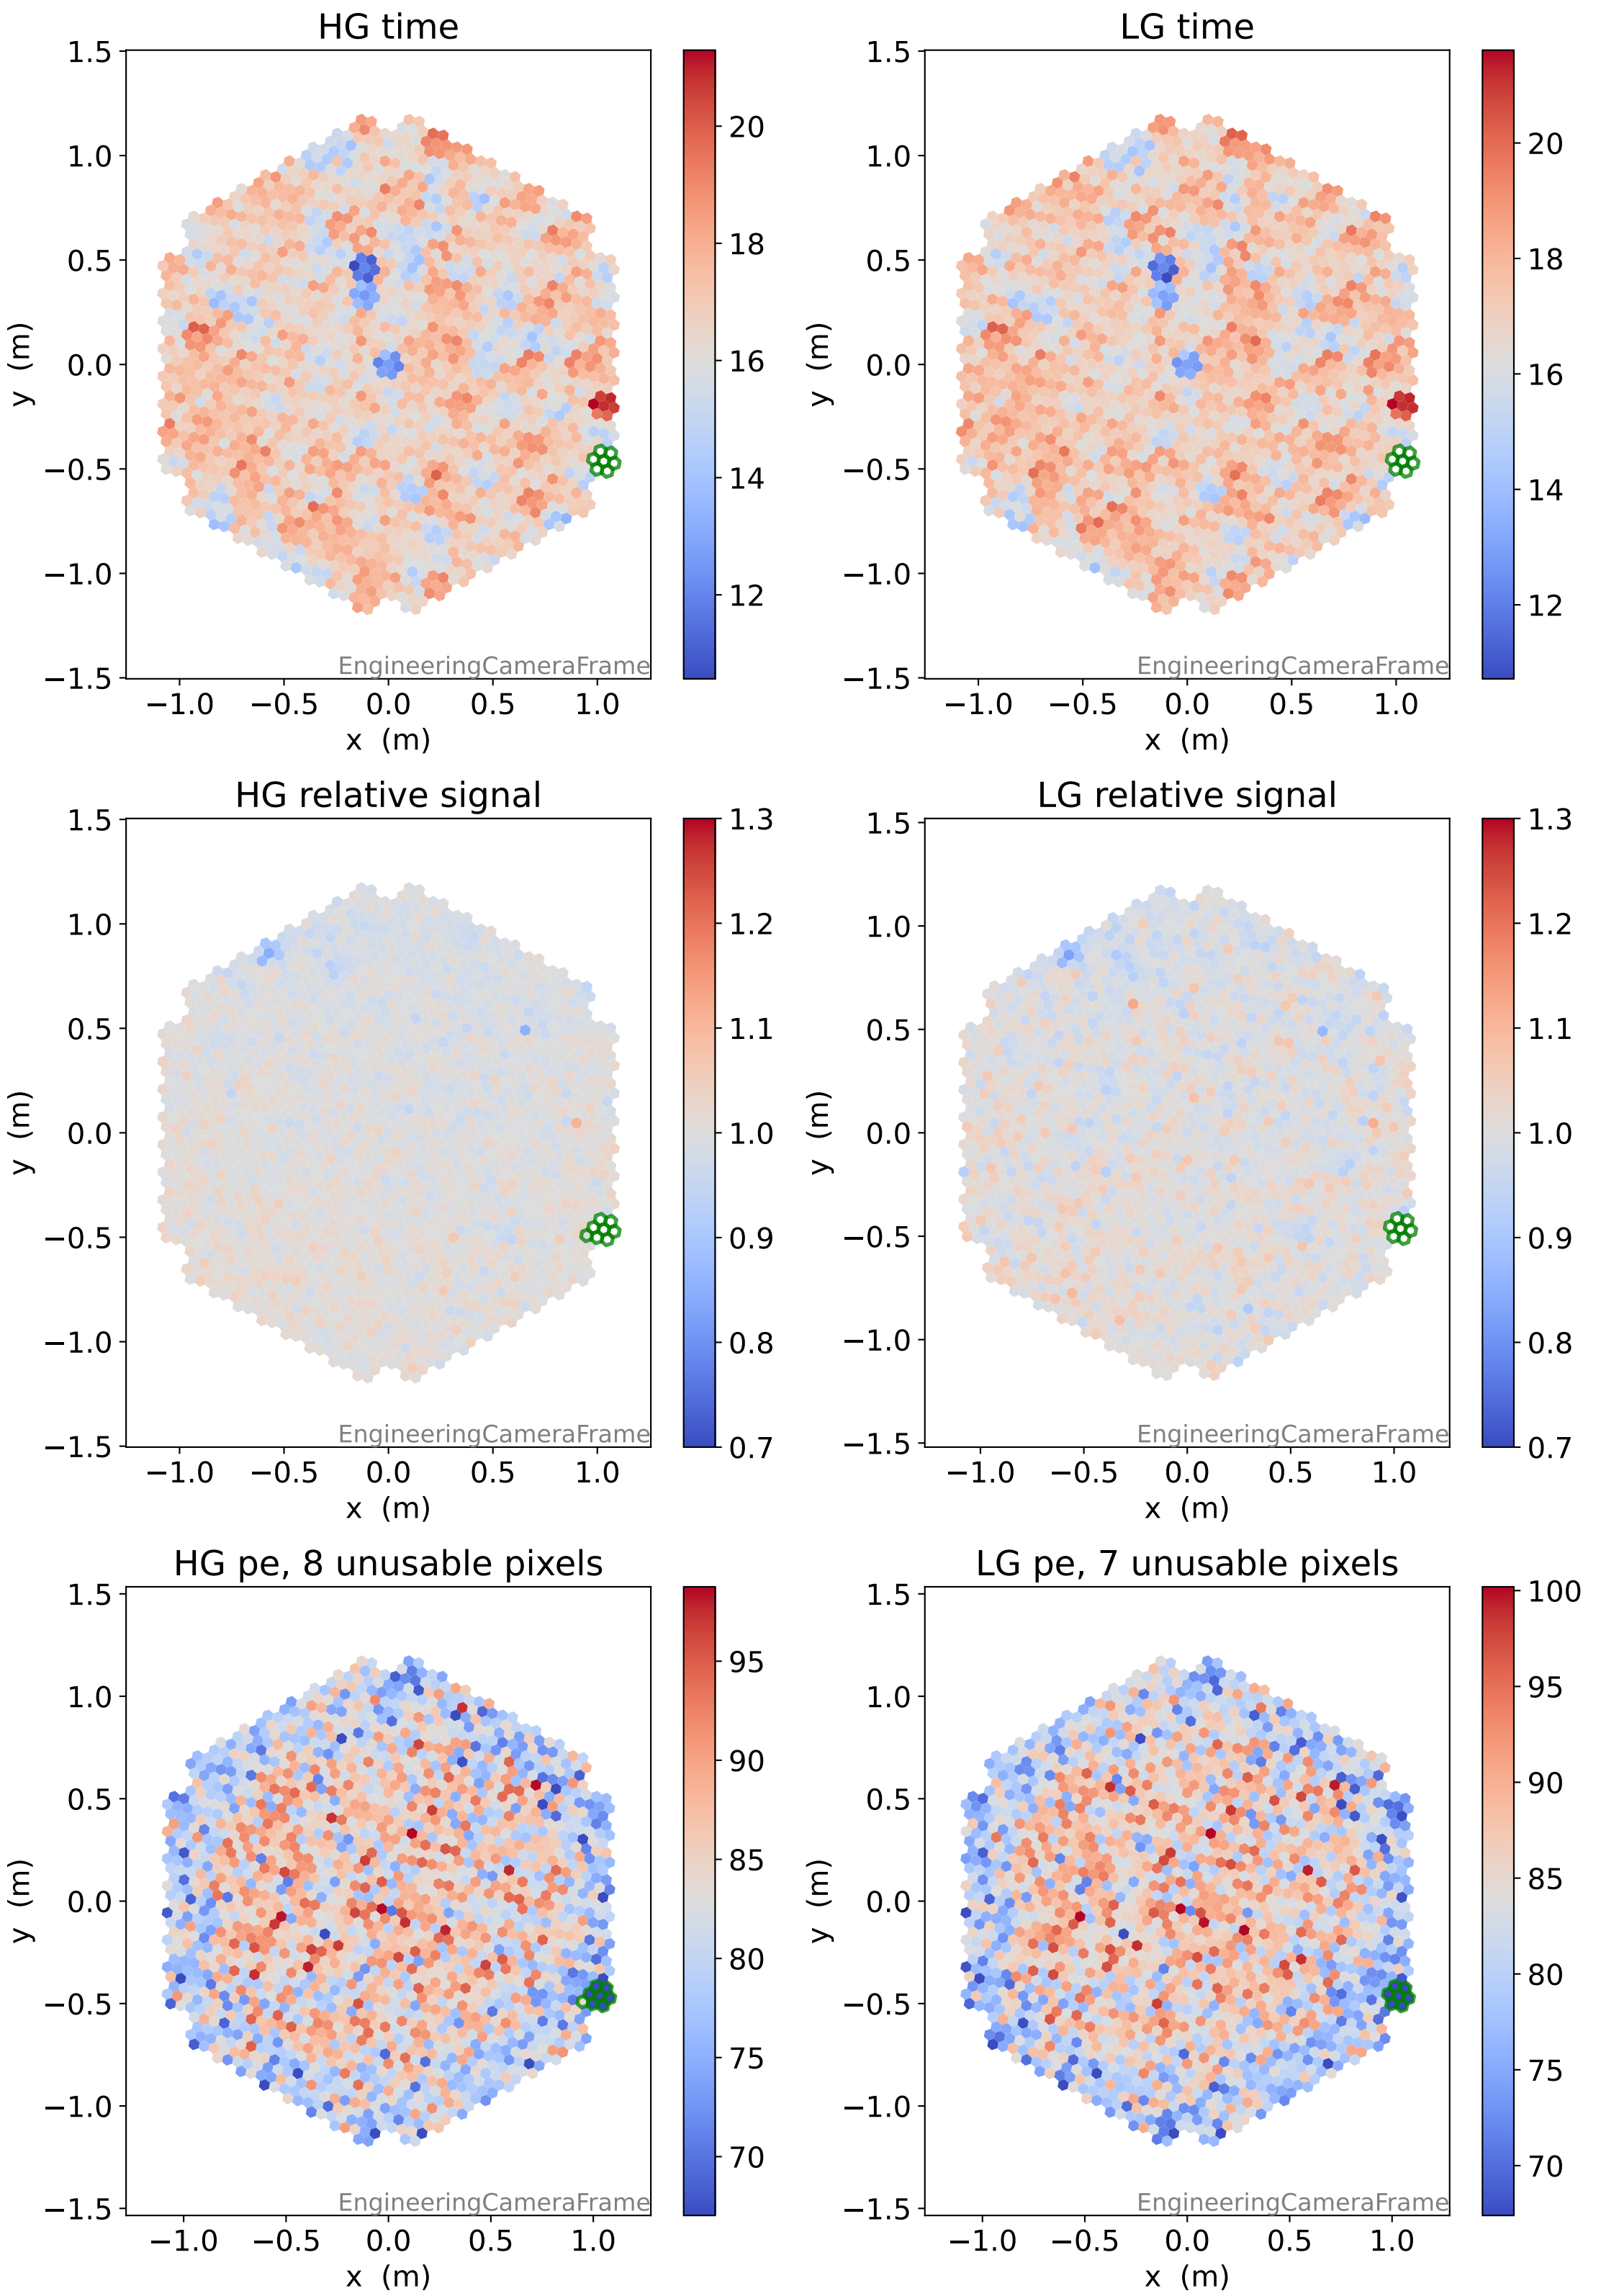 HG time
1.5
1.0
0.5
0.0
−0.5
−1.0
−1.5
y (m)
−1.0 −0.5 0.0 0.5 1.0
x (m)
EngineeringCameraFrame
20
18
16
14
12
LG time
1.5
1.0
0.5
0.0
−0.5
−1.0
−1.5
y (m)
−1.0 −0.5 0.0 0.5 1.0
x (m)
EngineeringCameraFrame
20
18
16
14
12
HG relative signal
1.5
1.0
0.5
0.0
−0.5
−1.0
−1.5
y (m)
−1.0 −0.5 0.0 0.5 1.0
x (m)
EngineeringCameraFrame
1.3
1.2
1.1
1.0
0.9
0.8
0.7
LG relative signal
1.5
1.0
0.5
0.0
−0.5
−1.0
−1.5
y (m)
−1.0 −0.5 0.0 0.5 1.0
x (m)
EngineeringCameraFrame
1.3
1.2
1.1
1.0
0.9
0.8
0.7
HG pe, 8 unusable pixels
1.5
1.0
0.5
0.0
−0.5
−1.0
−1.5
y (m)
−1.0 −0.5 0.0 0.5 1.0
x (m)
EngineeringCameraFrame
95
90
85
80
75
70
LG pe, 7 unusable pixels
1.5
1.0
0.5
0.0
−0.5
−1.0
−1.5
y (m)
−1.0 −0.5 0.0 0.5 1.0
x (m)
EngineeringCameraFrame
100
95
90
85
80
75
70